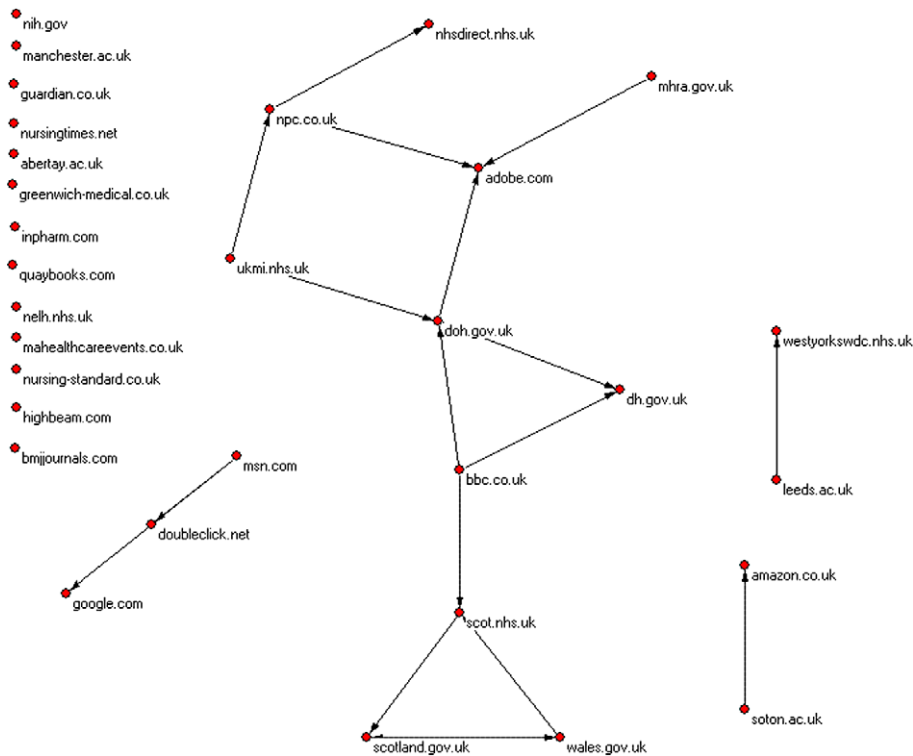 nih.gov
manchester.ac.uk
guardian.co.uk
nursingtimes.net
abertay.ac.uk
greenwich-medical.co.uk
inpharm.com
quaybooks.com
nelh.nhs.uk
mahealthcareevents.co.uk
nursing-standard.co.uk
highbeam.com
bmjjournals.com
nhsdirect.nhs.uk
mhra.gov.uk
npc.co.uk
adobe.com
ukmi.nhs.uk
doh.gov.uk
westyorkswdc.nhs.uk
dh.gov.uk
msn.com
bbc.co.uk
leeds.ac.uk
doubleclick.net
amazon.co.uk
google.com
scot.nhs.uk
soton.ac.uk
scotland.gov.uk
wales.gov.uk